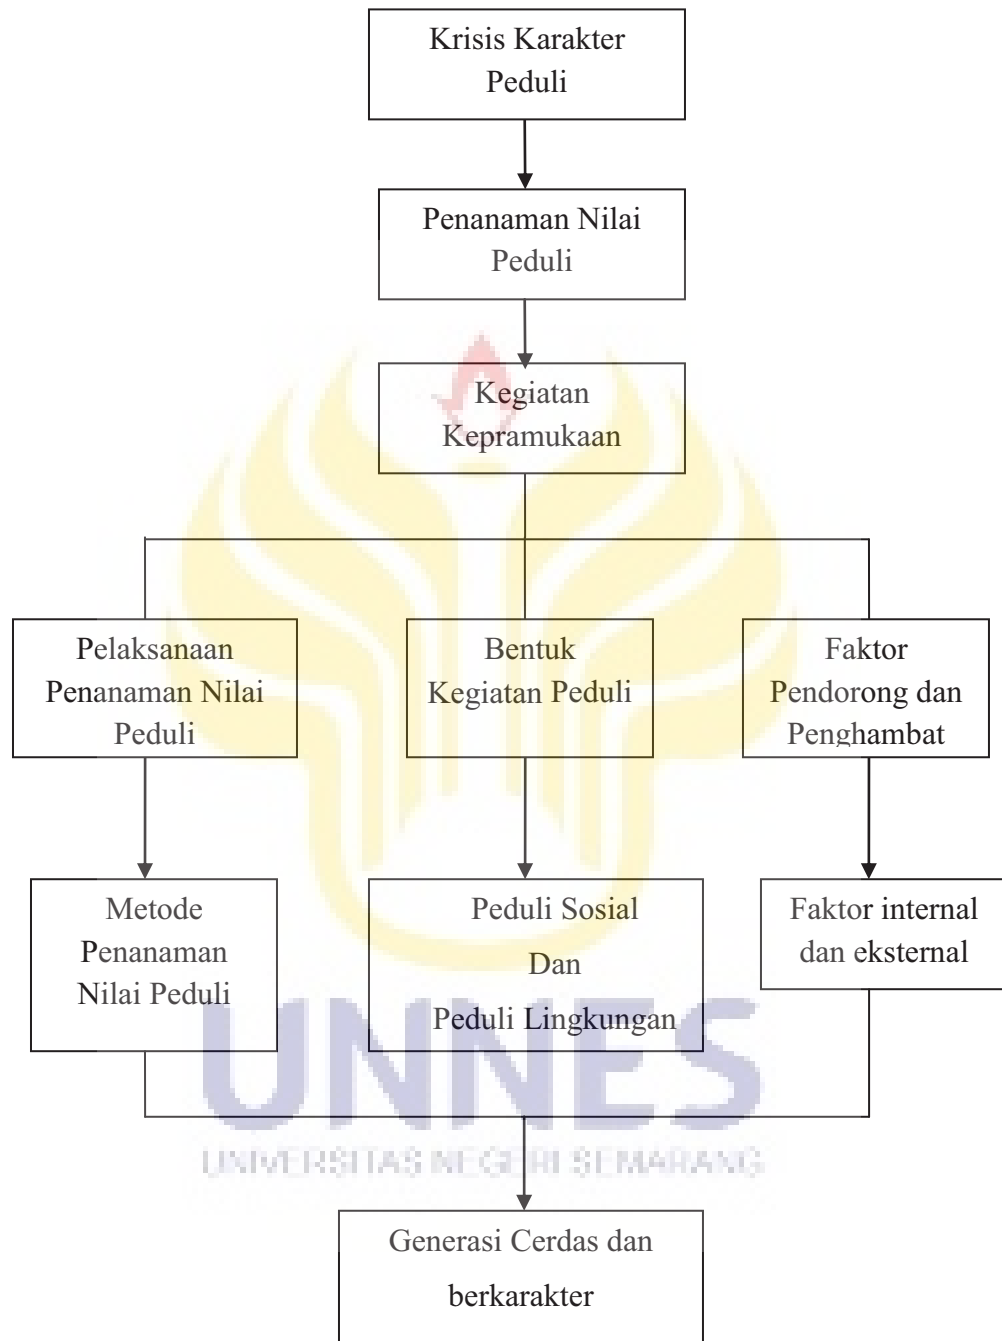 Krisis Karakter
Peduli
Penanaman Nilai
Peduli
Kegiatan
Kepramukaan
Pelaksanaan
Penanaman Nilai
Peduli
Bentuk
Kegiatan Peduli
Faktor
Pendorong dan
Penghambat
Metode
Penanaman
Nilai Peduli
Peduli Sosial
Dan
Peduli Lingkungan
Faktor internal
dan eksternal
UNNES
UNIVERSITAS NEGERI SEMARANG
Generasi Cerdas dan
berkarakter